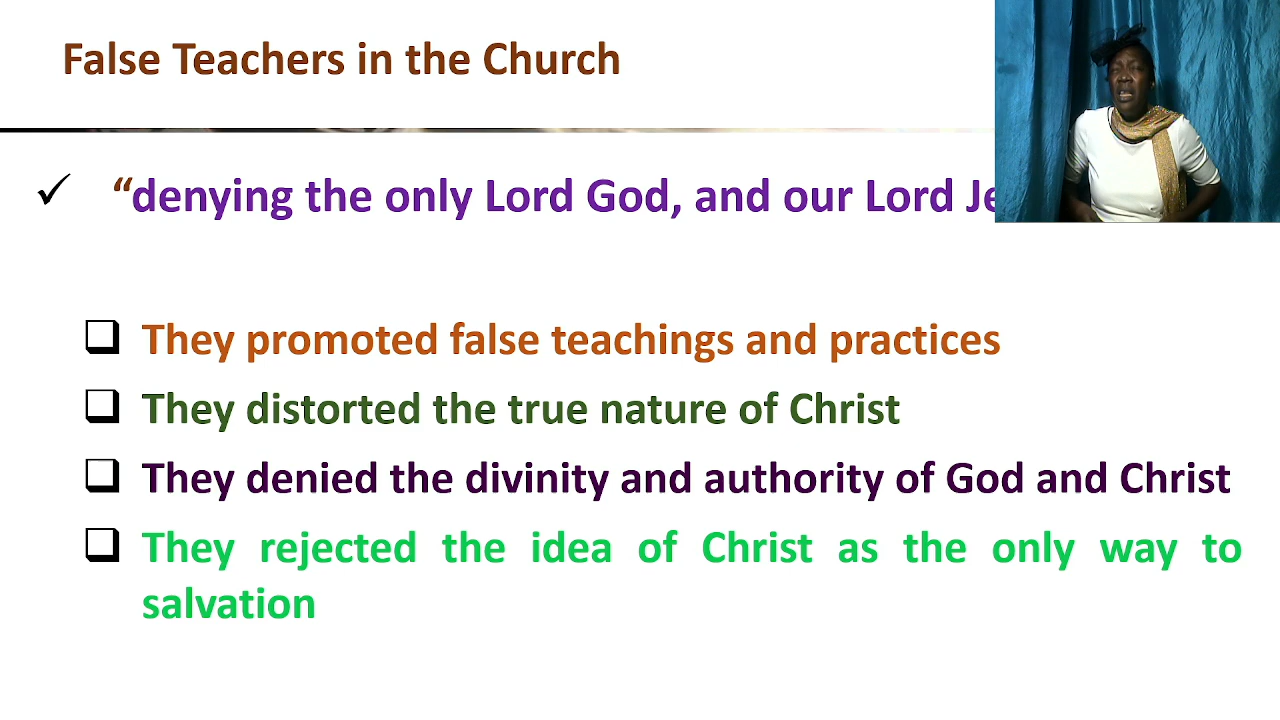 False Teachers in the Church
“denying the only Lord God, and our Lord
They promoted false teachings and practices
They distorted the true nature of Christ
They denied the divinity and authority of God and Christ
They rejected the idea of Christ as the only way to
salvation